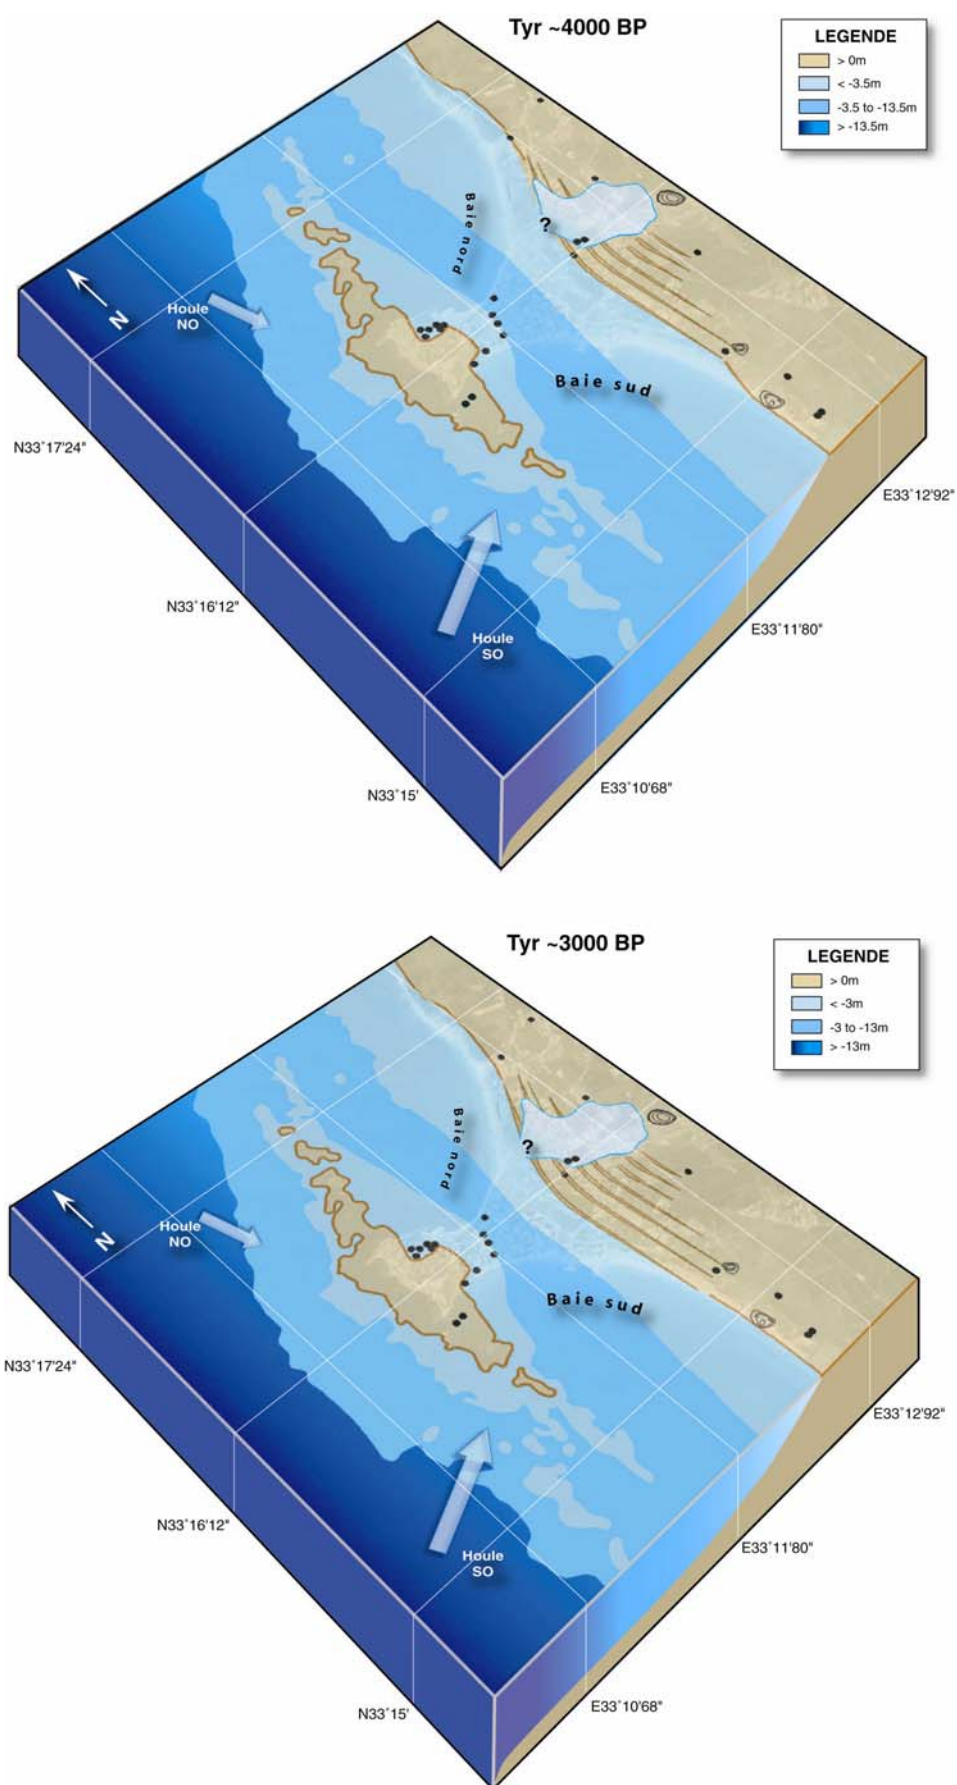 Tyr ~4000 BP
LEGENDE
> 0m
< -3.5m
-3.5 to -13.5m
> -13.5m
Baie nord
?
N
Houle
NO
Baie sud
Houle
SO
N33°17'24"
N33°16'12"
N33°15'
E33°12'92"
E33°11'80"
E33°10'68"
Tyr ~3000 BP
LEGENDE
> 0m
< -3m
-3 to -13m
> -13m
Baie nord
?
N
Houle
NO
Baie sud
Houle
SO
N33°17'24"
N33°16'12"
N33°15'
E33°12'92"
E33°11'80"
E33°10'68"